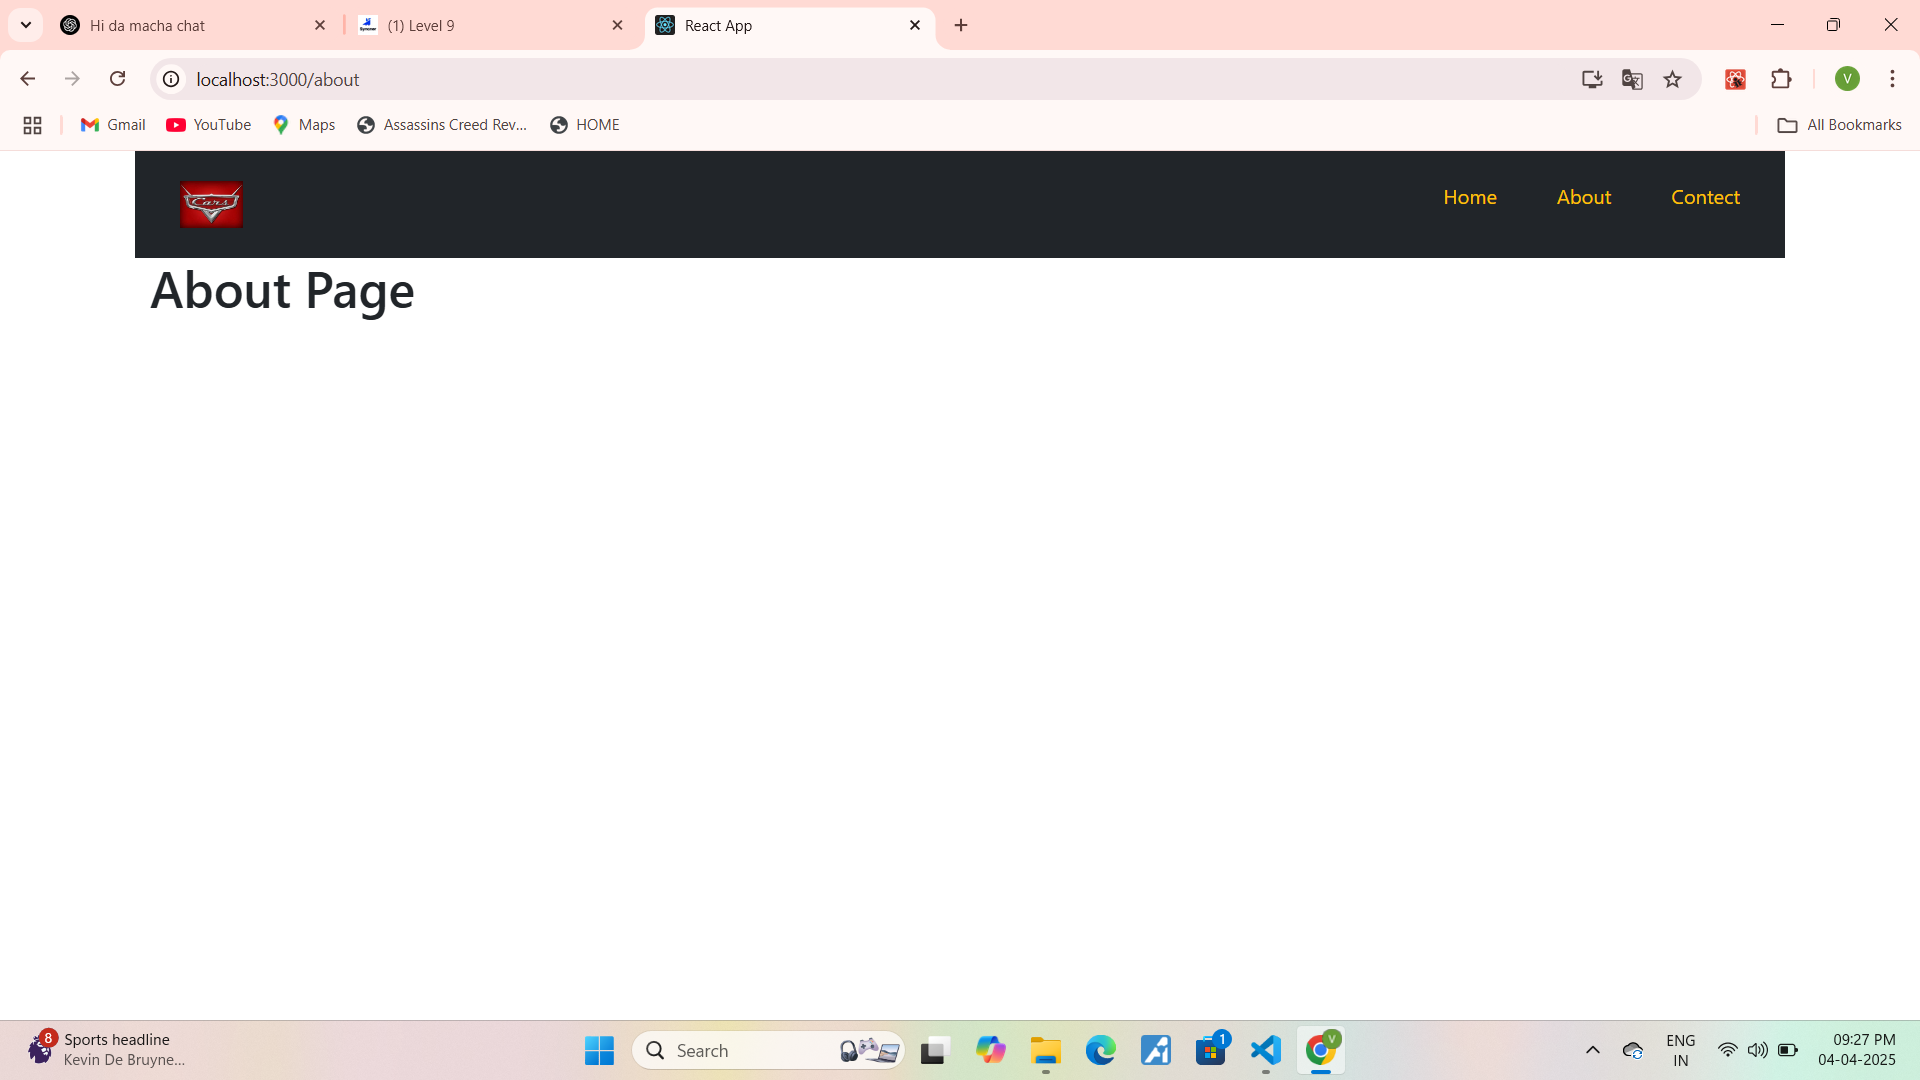 Hi da macha chat
(1) Level 9
React App
localhost:3000/about
V
Gmail
YouTube
Maps
Assassins Creed Rev...
HOME
All Bookmarks
Cars
Home
About
Contect
About Page
8
Sports headline
Kevin De Bruyne...
Search
1
V
ENG
IN
09:27 PM
04-04-2025